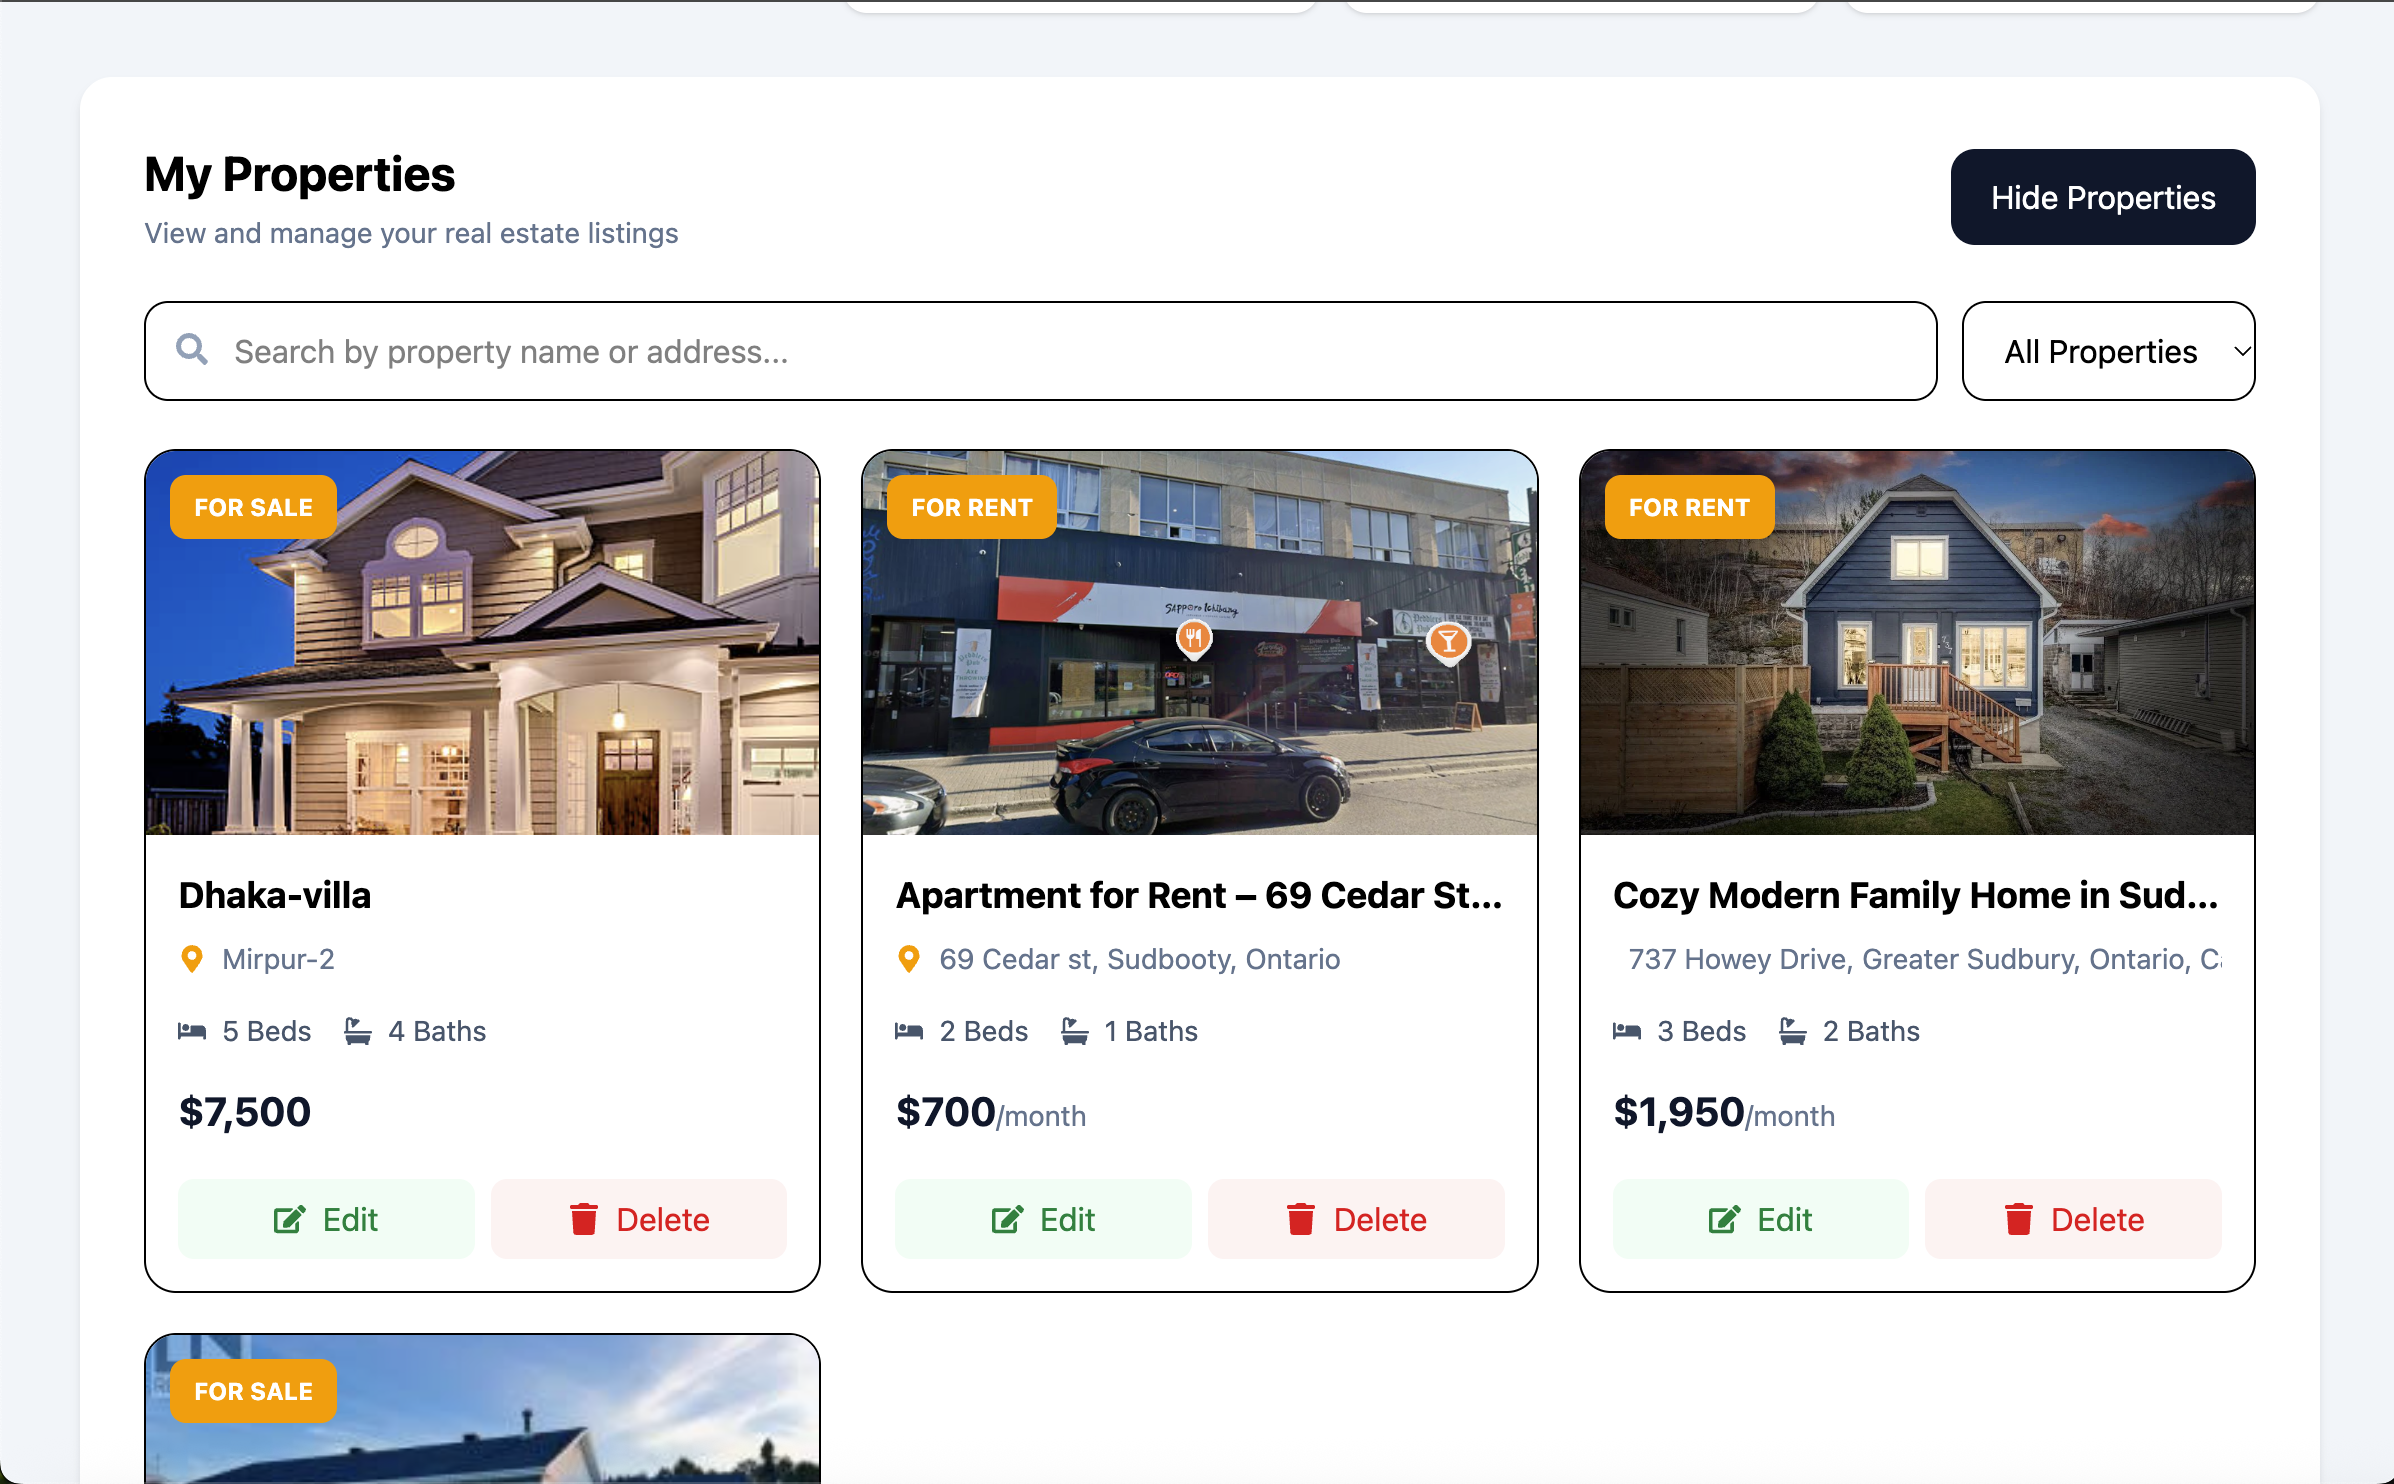 My Properties
View and manage your real estate listings
Hide Properties
Search by property name or address...
All Properties
FOR SALE
Dhaka-villa
Mirpur-2
5 Beds 4 Baths
$7,500
Edit Delete
FOR RENT
Sapporo Ichibang
Apartment for Rent – 69 Cedar St...
69 Cedar st, Sudbooty, Ontario
2 Beds 1 Baths
$700/month
Edit Delete
FOR RENT
737
Cozy Modern Family Home in Sud...
737 Howey Drive, Greater Sudbury, Ontario, Ca
3 Beds 2 Baths
$1,950/month
Edit Delete
FOR SALE